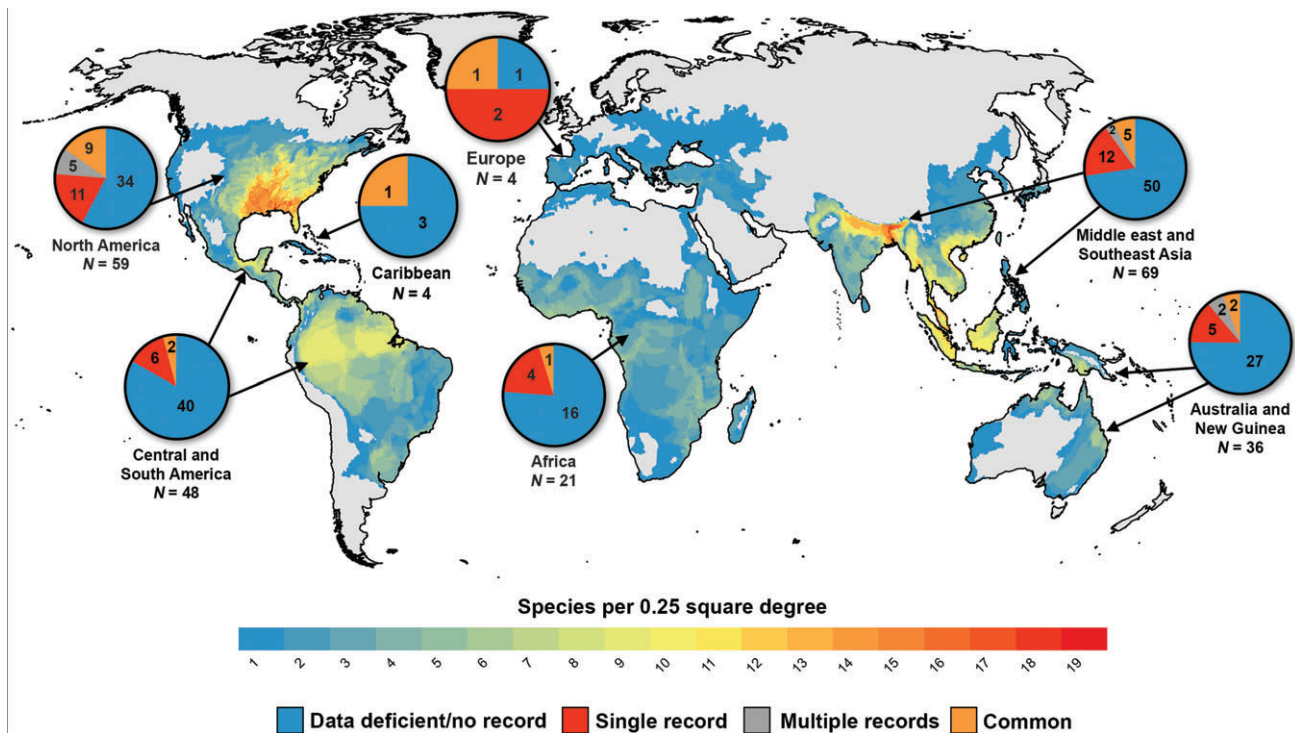 1
1
2
Europe
N = 4
9
5
34
11
North America
N = 59
1
3
Caribbean
N = 4
2
5
12
50
Middle east and
Southeast Asia
N = 69
2
6
40
Central and
South America
N = 48
1
4
16
Africa
N = 21
2
2
5
27
Australia and
New Guinea
N = 36
Species per 0.25 square degree
1 2 3 4 5 6 7 8 9 10 11 12 13 14 15 16 17 18 19
Data deficient/no record Single record Multiple records Common